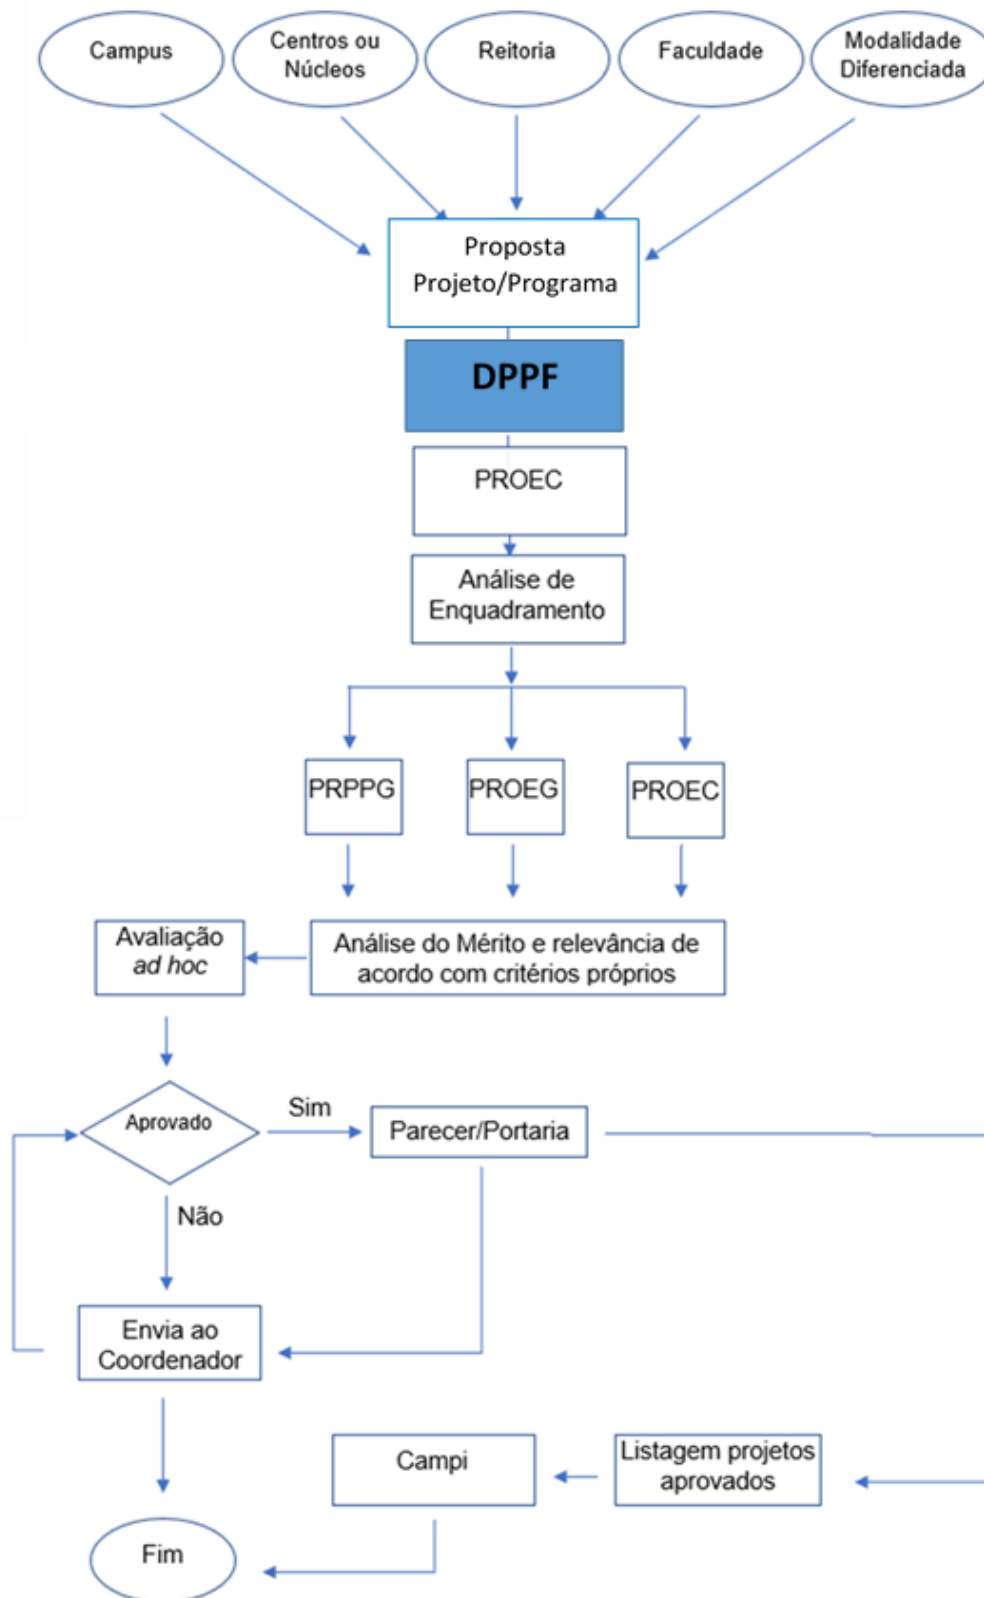 Campus
Centros ou
Núcleos
Reitoria
Faculdade
Modalidade
Diferenciada
Proposta
Projeto/Programa
DPPF
PROEC
Análise de
Enquadramento
PRPPG
PROEG
PROEC
Avaliação
ad hoc
Análise do Mérito e relevância de
acordo com critérios próprios
Aprovado
Sim
Parecer/Portaria
Não
Envia ao
Coordenador
Campi
Listagem projetos
aprovados
Fim